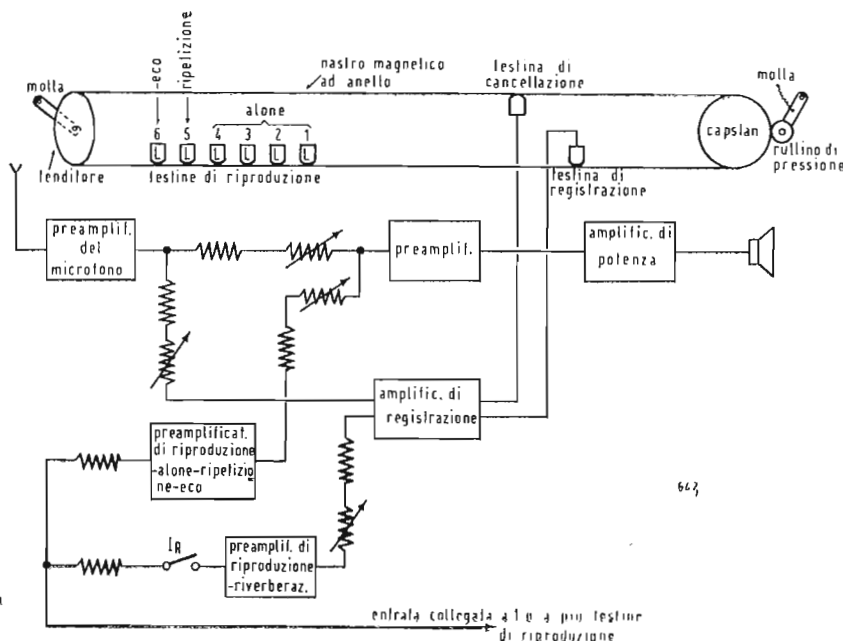 -eco
ripetizione
nastro magnetico
ad anello
testina di
cancellazione
molla
molla
alone
6 5 4 3 2 1
capstan
rullino di
pressione
tenditore
testine di riproduzione
testina di
registrazione
preamplif.
del
microfono
preamplif.
amplific. di
potenza
amplific. di
registrazione
preamplificat.
di riproduzione
-alone-ripetizio
ne-eco
IR
preamplif. di
riproduzione
-riverberaz.
entrata collegata a 1 o a più testine
di riproduzione